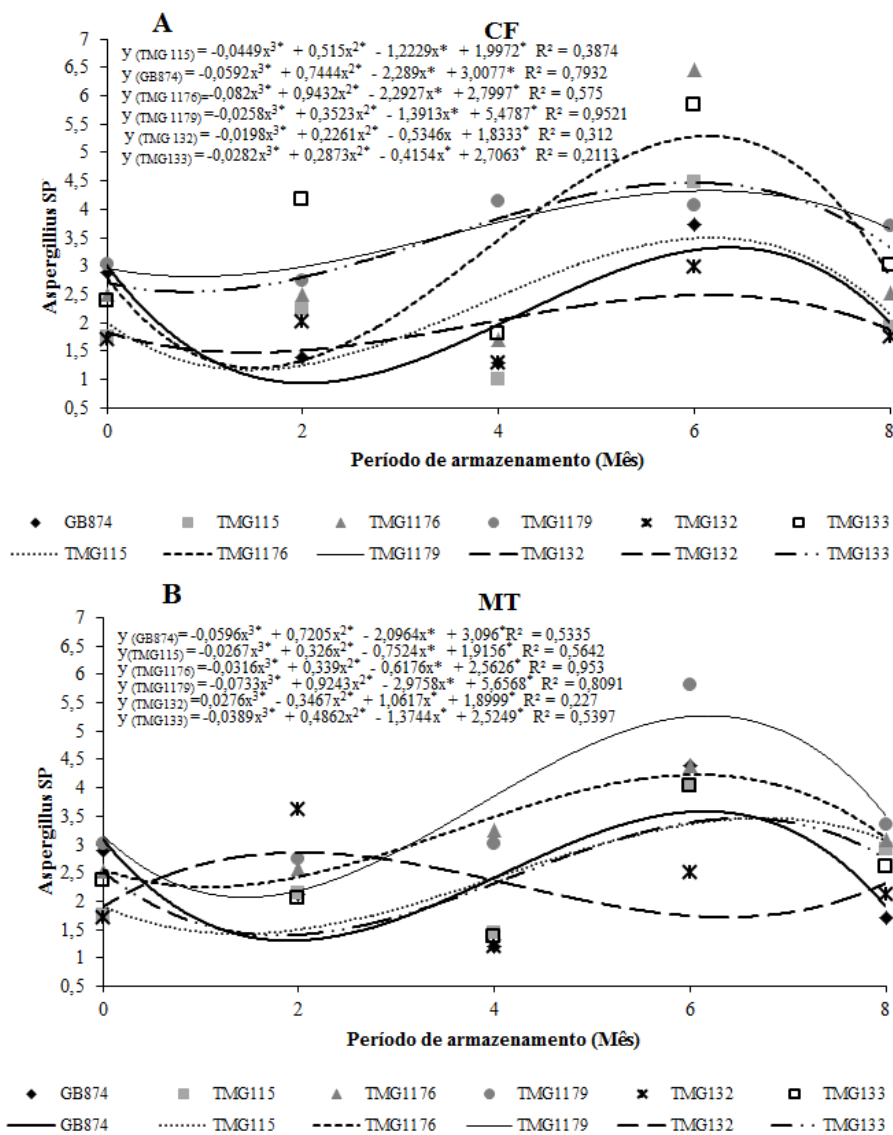 A CF
7
6,5
6
5,5
5
4,5
4
3,5
3
2,5
2
1,5
1
0,5
Aspergillius SP
y (TMG 115) = -0,0449x³* + 0,515x²* - 1,2229x* + 1,9972* R² = 0,3874
y (GB874) = -0,0592x³* + 0,7444x²* - 2,289x* + 3,0077* R² = 0,7932
y (TMG 1176)= -0,082x³* + 0,9432x²* - 2,2927x* + 2,7997* R² = 0,575
y (TMG 1179) = -0,0258x³* + 0,3523x²* - 1,3913x* + 5,4787* R² = 0,9521
y (TMG 132) = -0,0198x³* + 0,2261x²* - 0,5346x + 1,8333* R² = 0,312
y (TMG133) = -0,0282x³* + 0,2873x²* - 0,4154x* + 2,7063* R² = 0,2113
0 2 4 6 8
Período de armazenamento (Mês)
GB874 TMG115 TMG1176 TMG1179 TMG132 TMG133
TMG115 TMG1176 TMG1179 TMG132 TMG132 TMG133
B MT
7
6,5
6
5,5
5
4,5
4
3,5
3
2,5
2
1,5
1
0,5
Aspergillus SP
y (GB874)= -0,0596x³* + 0,7205x²* - 2,0964x* + 3,096* R² = 0,5335
y(TMG115)= -0,0267x³* + 0,326x²* - 0,7524x* + 1,9156* R² = 0,5642
y (TMG1176)= -0,0316x³* + 0,339x²* - 0,6176x* + 2,5626* R² = 0,953
y (TMG1179)= -0,0733x³* + 0,9243x²* - 2,9758x* + 5,6568* R² = 0,8091
y (TMG132)= 0,0276x³* - 0,3467x²* + 1,0617x* + 1,8999* R² = 0,227
y (TMG133)= -0,0389x³* + 0,4862x²* - 1,3744x* + 2,5249* R² = 0,5397
0 2 4 6 8
Período de armazenamento (Mês)
GB874 TMG115 TMG1176 TMG1179 TMG132 TMG133
GB874 TMG115 TMG1176 TMG1179 TMG132 TMG133